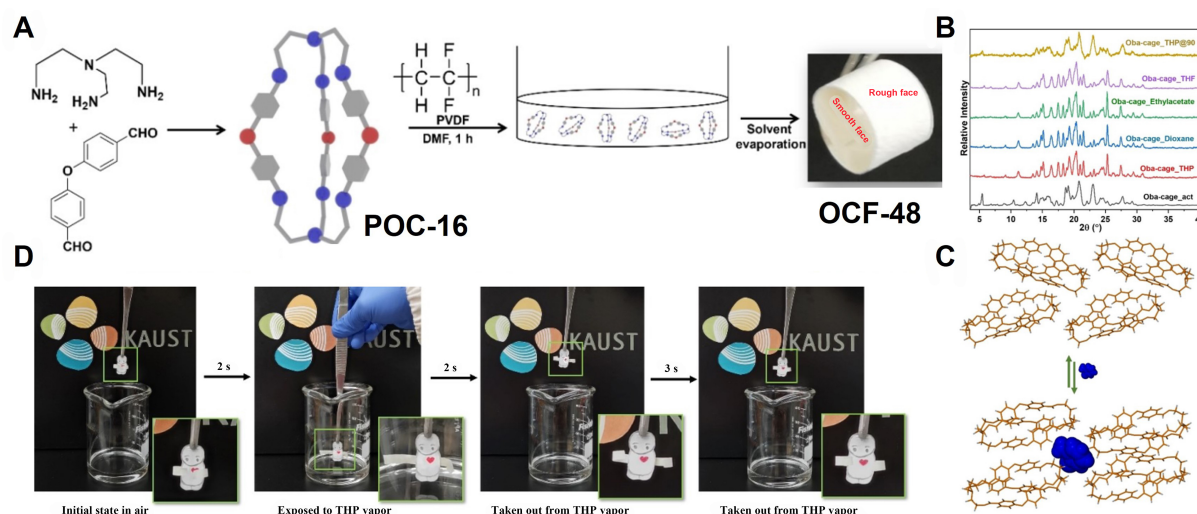 A
NH₂
H₂N
NH₂
+
CHO
O
CHO
POC-16
H F
C C
n
H F
PVDF
DMF, 1 h
Solvent
evaporation
Rough face
Smooth face
OCF-48
B
Relative Intensity
Oba-cage_THP@90
Oba-cage_THF
Oba-cage_Ethylacetate
Oba-cage_Dioxane
Oba-cage_THP
Oba-cage_act
5 10 15 20 25 30 35 40
2θ (°)
C
D
KAUST
2 s
KAUST
2 s
KAUST
3 s
KAUST
Initial state in air
Exposed to THP vapor
Taken out from THP vapor
Taken out from THP vapor